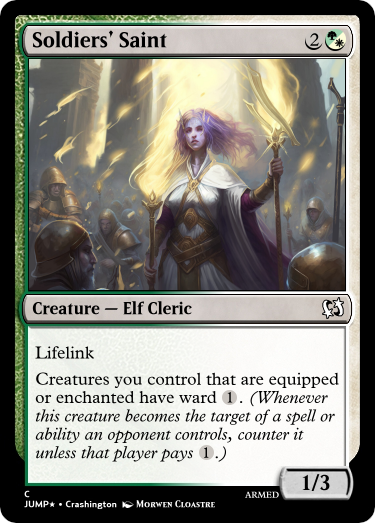 Soldiers' Saint 2
Creature — Elf Cleric
Lifelink
Creatures you control that are equipped
or enchanted have ward 1. (Whenever
this creature becomes the target of a spell or
ability an opponent controls, counter it
unless that player pays 1.)
1/3
C
JUMP★ • Crashington Morwen Cloastre
ARMED